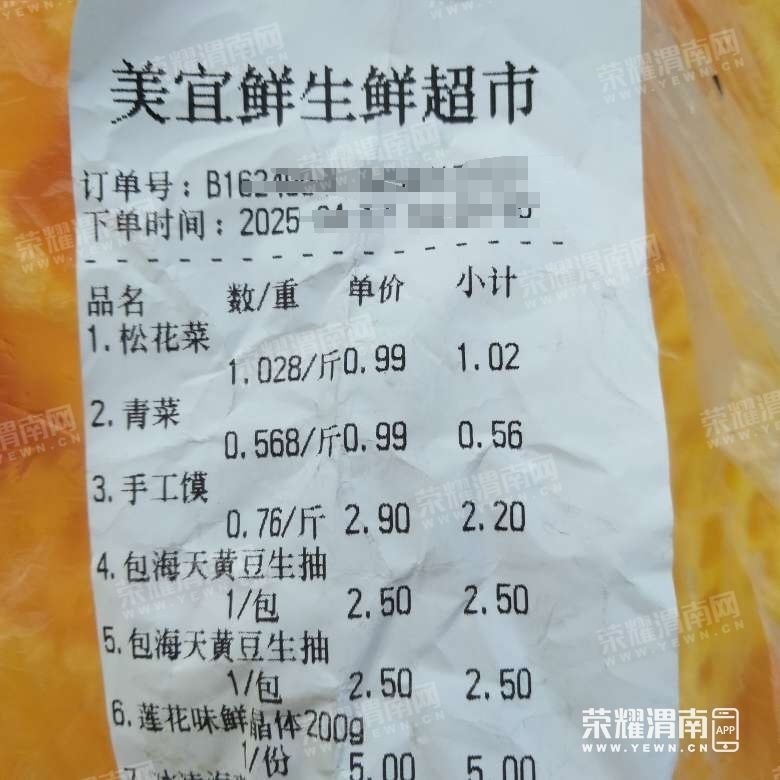 美宜鲜生鲜超市
订单号：B1624
下单时间：2025
品名 数/重 单价 小计
1.松花菜
1.028/斤 0.99 1.02
2.青菜
0.568/斤 0.99 0.56
3.手工馍
0.76/斤 2.90 2.20
4.包海天黄豆生抽
1/包 2.50 2.50
5.包海天黄豆生抽
1/包 2.50 2.50
6.莲花味鲜晶体200g
1/份 5.00 5.00
7.
荣耀渭南网
WWW.YEWN.CN
荣耀渭南 APP
WWW.YEWN.CN